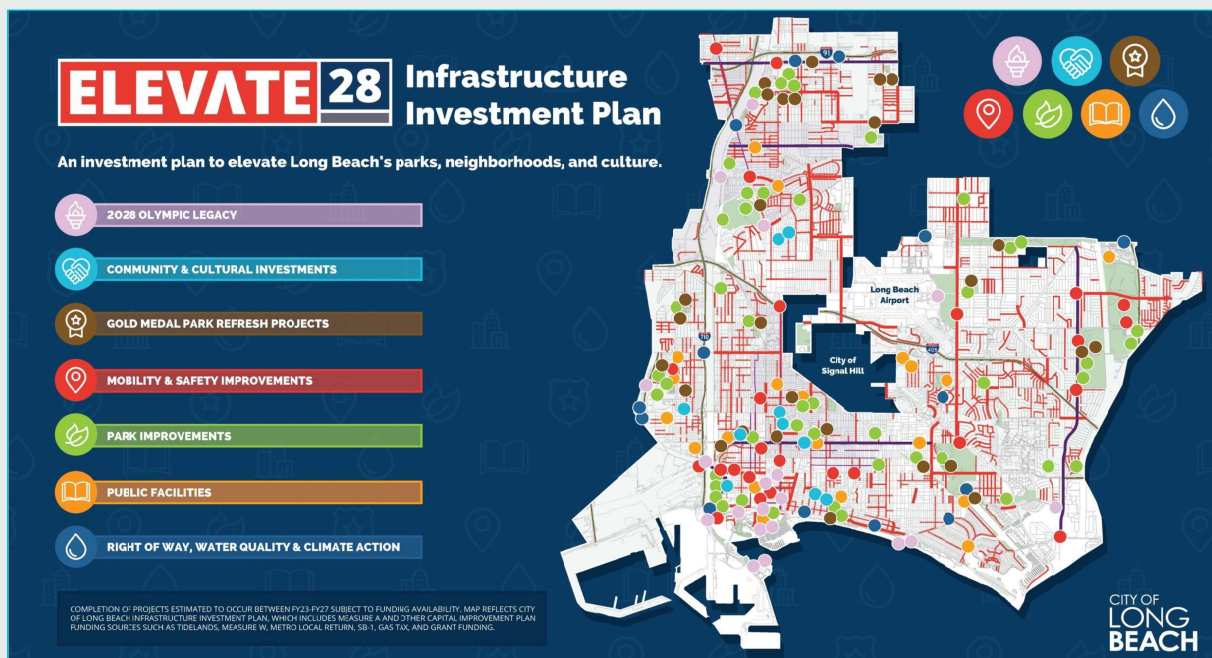 ELEVATE 28
Infrastructure
Investment Plan
An investment plan to elevate Long Beach's parks, neighborhoods, and culture.
2028 OLYMPIC LEGACY
CONMUNITY & CULTURAL INVESTMENTS
GOLD MEDAL PARK REFRESH PROJECTS
MOBILITY & SAFETY IMPROVEMENTS
PARK IMPROVEMENTS
PUBLIC FACILITIES
RIGHT OF WAY, WATER QUALITY & CLIMATE ACTION
COMPLETION OF PROJECTS ESTIMATED TO OCCUR BETWEEN FY23-FY27 SUBJECT TO FUNDING AVAILABILITY. MAP REFLECTS CITY
OF LONG BEACH INFRASTRUCTURE INVESTMENT PLAN, WHICH INCLUDES MEASURE A AND OTHER CAPITAL IMPROVEMENT PLAN
FUNDING SOURCES SUCH AS TIDELANDS, MEASURE W, METRO LOCAL RETURN, SB-1, GAS TAX, AND GRANT FUNDING.
91
Long Beach
Airport
710
405
City of
Signal Hill
CITY OF
LONG
BEACH